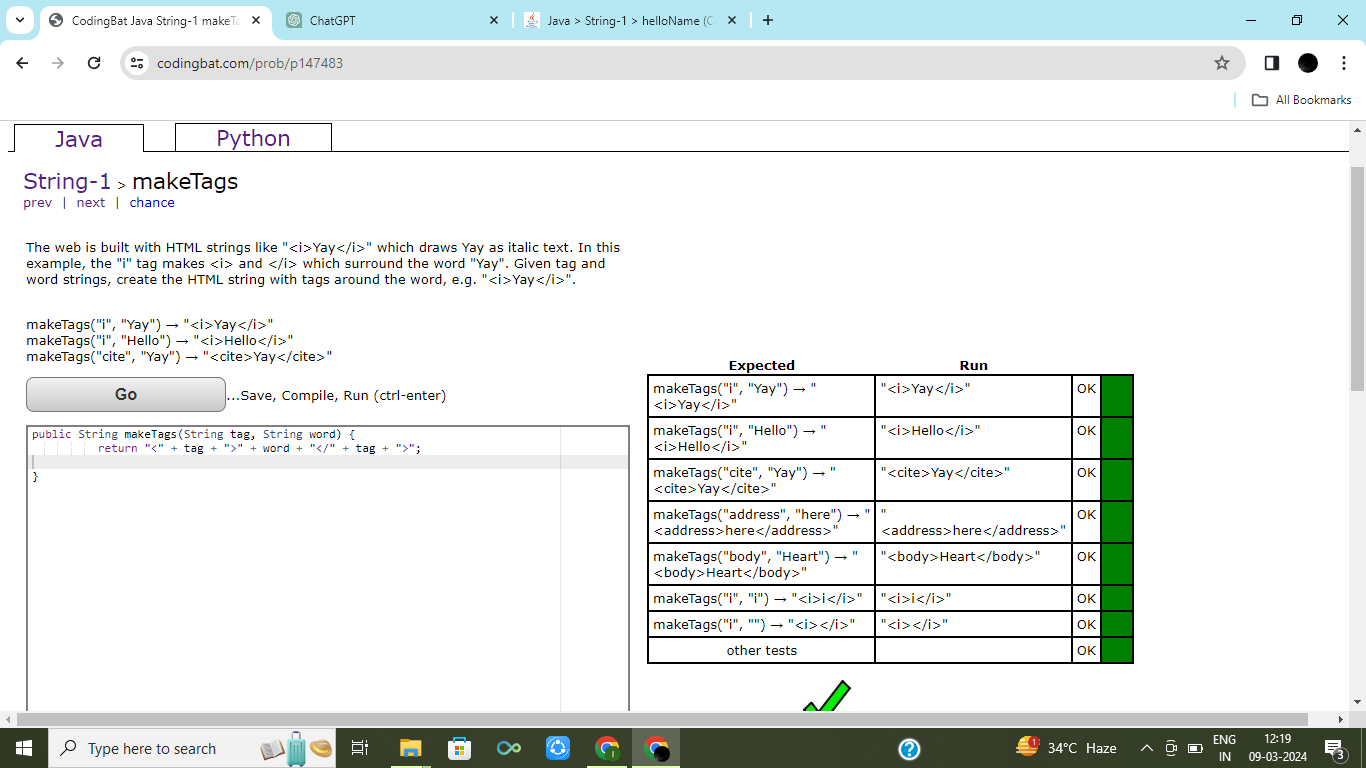 CodingBat Java String-1 makeTa
ChatGPT
Java > String-1 > helloName (C
codingbat.com/prob/p147483
All Bookmarks
Java
Python
String-1 > makeTags
prev | next | chance
The web is built with HTML strings like "<i>Yay</i>" which draws Yay as italic text. In this
example, the "i" tag makes <i> and </i> which surround the word "Yay". Given tag and
word strings, create the HTML string with tags around the word, e.g. "<i>Yay</i>".
makeTags("i", "Yay") → "<i>Yay</i>"
makeTags("i", "Hello") → "<i>Hello</i>"
makeTags("cite", "Yay") → "<cite>Yay</cite>"
Go
...Save, Compile, Run (ctrl-enter)
public String makeTags(String tag, String word) {
return "<" + tag + ">" + word + "</" + tag + ">";
}
Expected Run
makeTags("i", "Yay") → "
<i>Yay</i>"
"<i>Yay</i>"
OK
makeTags("i", "Hello") → "
<i>Hello</i>"
"<i>Hello</i>"
OK
makeTags("cite", "Yay") → "
<cite>Yay</cite>"
"<cite>Yay</cite>"
OK
makeTags("address", "here") → "
<address>here</address>"
"
<address>here</address>"
OK
makeTags("body", "Heart") → "
<body>Heart</body>"
"<body>Heart</body>"
OK
makeTags("i", "i") → "<i>i</i>"
"<i>i</i>"
OK
makeTags("i", "") → "<i></i>"
"<i></i>"
OK
other tests
OK
Type here to search
1
34°C Haze
ENG
IN
12:19
09-03-2024
3